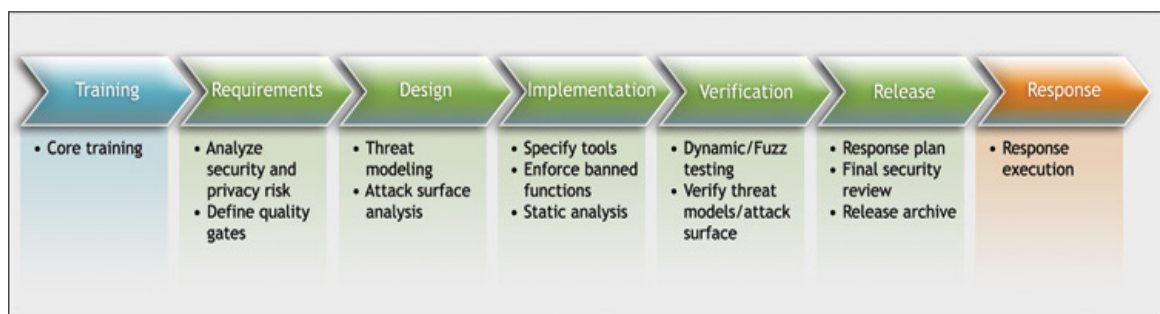 Training
Requirements
Design
Implementation
Verification
Release
Response
• Core training
• Analyze
security and
privacy risk
• Define quality
gates
• Threat
modeling
• Attack surface
analysis
• Specify tools
• Enforce banned
functions
• Static analysis
• Dynamic/Fuzz
testing
• Verify threat
models/attack
surface
• Response plan
• Final security
review
• Release archive
• Response
execution